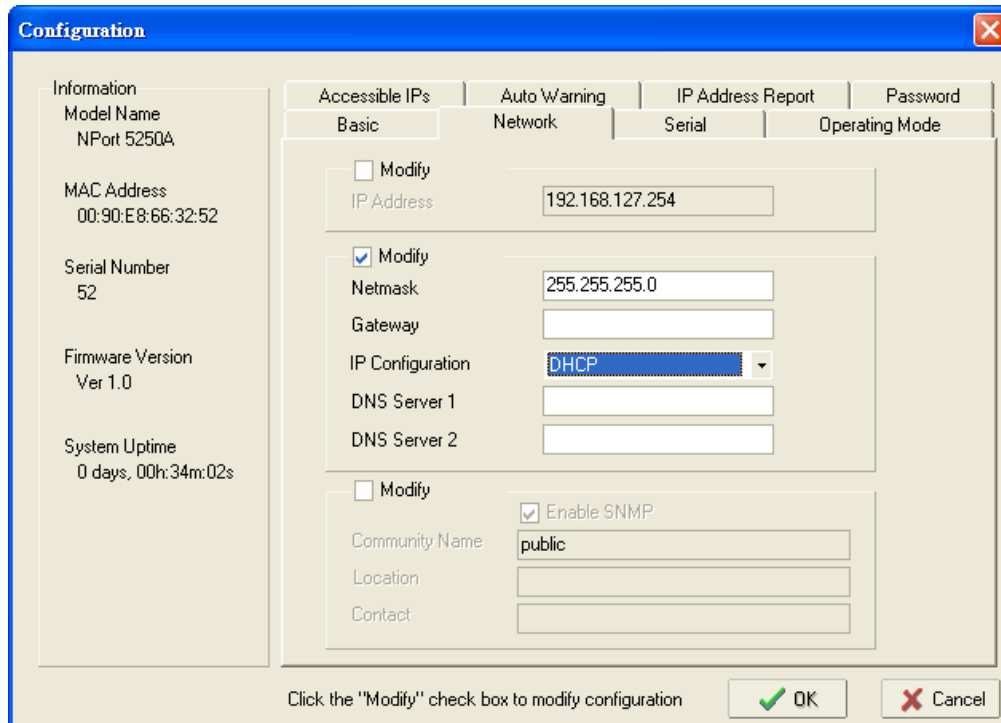 Configuration
Information
Model Name
NPort 5250A
MAC Address
00:90:E8:66:32:52
Serial Number
52
Firmware Version
Ver 1.0
System Uptime
0 days, 00h:34m:02s
Accessible IPs
Auto Warning
IP Address Report
Password
Basic
Network
Serial
Operating Mode
Modify
IP Address
192.168.127.254
Modify
Netmask
255.255.255.0
Gateway
IP Configuration
DHCP
DNS Server 1
DNS Server 2
Modify
Enable SNMP
Community Name
public
Location
Contact
Click the "Modify" check box to modify configuration
OK
Cancel